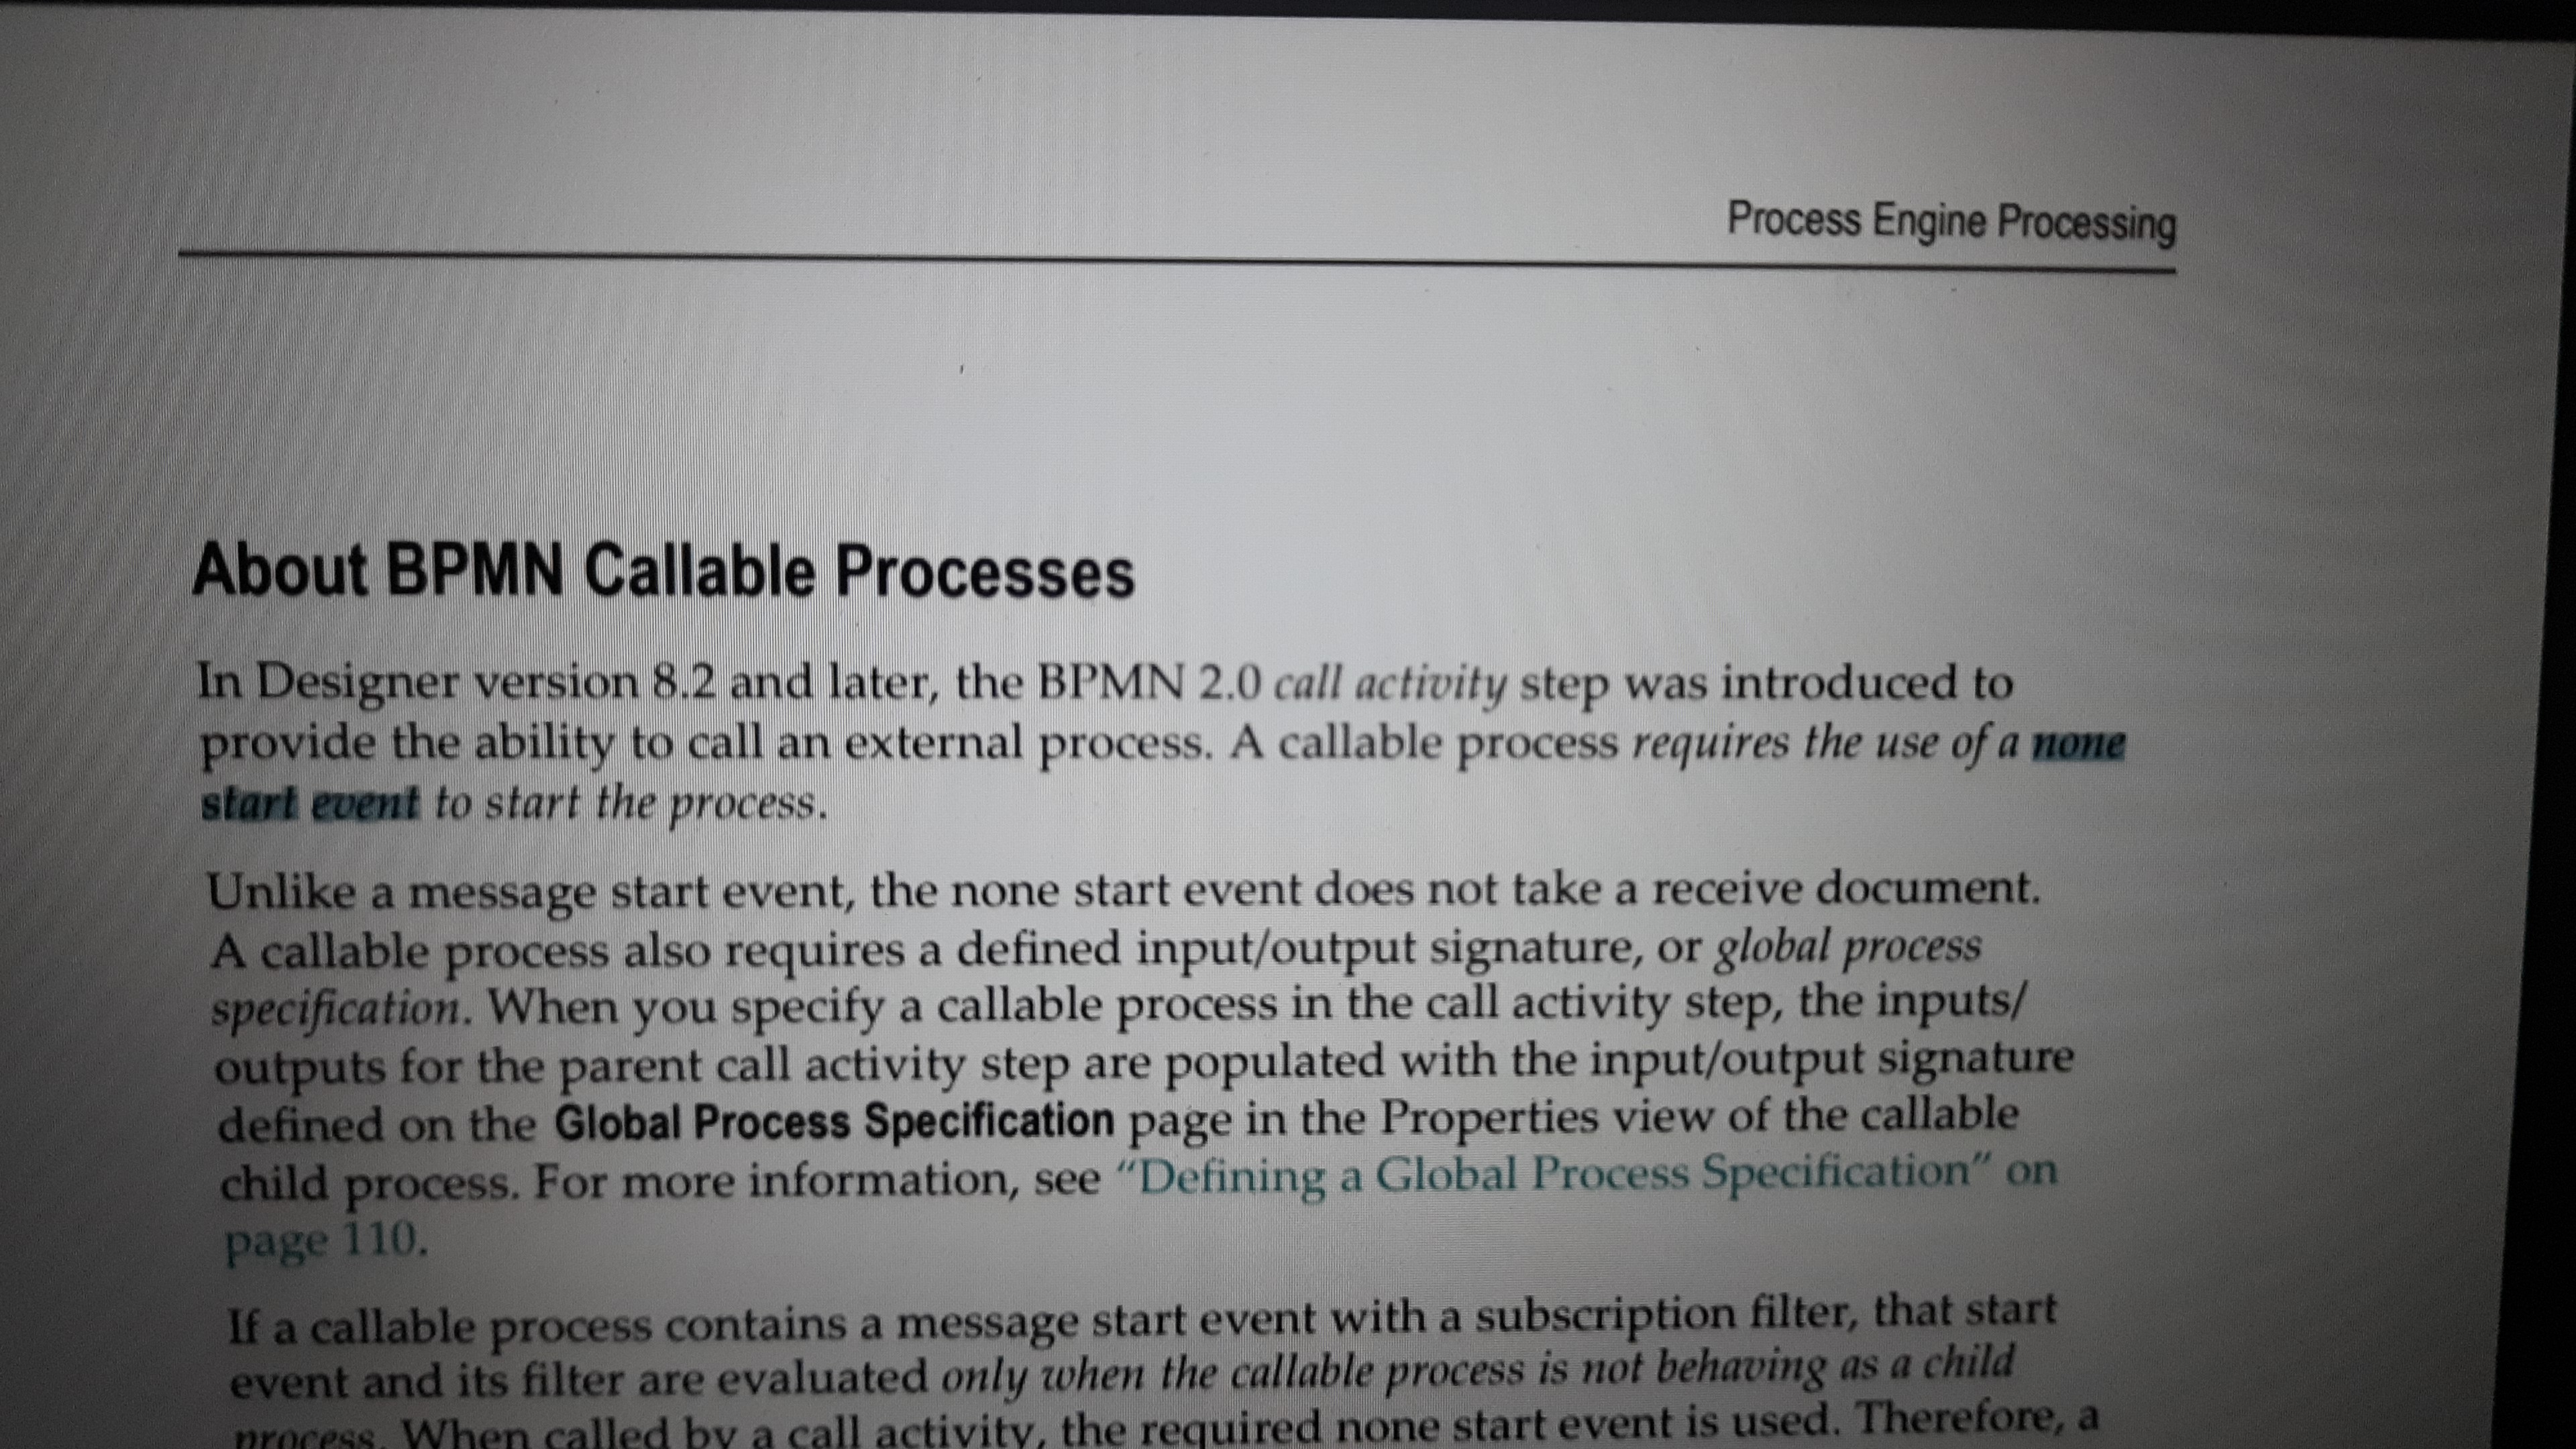 Process Engine Processing
About BPMN Callable Processes
In Designer version 8.2 and later, the BPMN 2.0 call activity step was introduced to
provide the ability to call an external process. A callable process requires the use of a none
start event to start the process.
Unlike a message start event, the none start event does not take a receive document.
A callable process also requires a defined input/output signature, or global process
specification. When you specify a callable process in the call activity step, the inputs/
outputs for the parent call activity step are populated with the input/output signature
defined on the Global Process Specification page in the Properties view of the callable
child process. For more information, see “Defining a Global Process Specification” on
page 110.
If a callable process contains a message start event with a subscription filter, that start
event and its filter are evaluated only when the callable process is not behaving as a child
process. When called by a call activity, the required none start event is used. Therefore, a